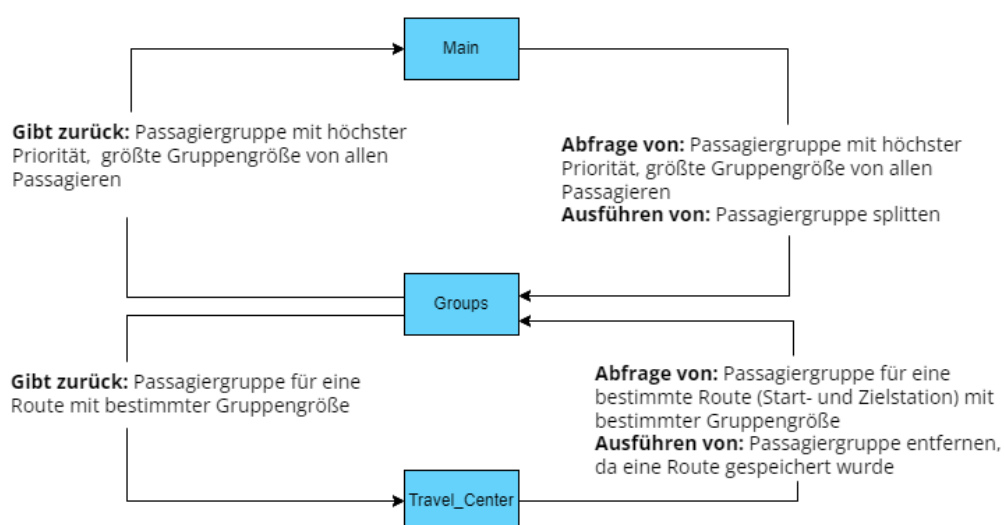 Main
Gibt zurück: Passagiergruppe mit höchster
Priorität, größte Gruppengröße von allen
Passagieren
Abfrage von: Passagiergruppe mit höchster
Priorität, größte Gruppengröße von allen
Passagieren
Ausführen von: Passagiergruppe splitten
Groups
Gibt zurück: Passagiergruppe für eine
Route mit bestimmter Gruppengröße
Abfrage von: Passagiergruppe für eine
bestimmte Route (Start- und Zielstation) mit
bestimmter Gruppengröße
Ausführen von: Passagiergruppe entfernen,
da eine Route gespeichert wurde
Travel_Center